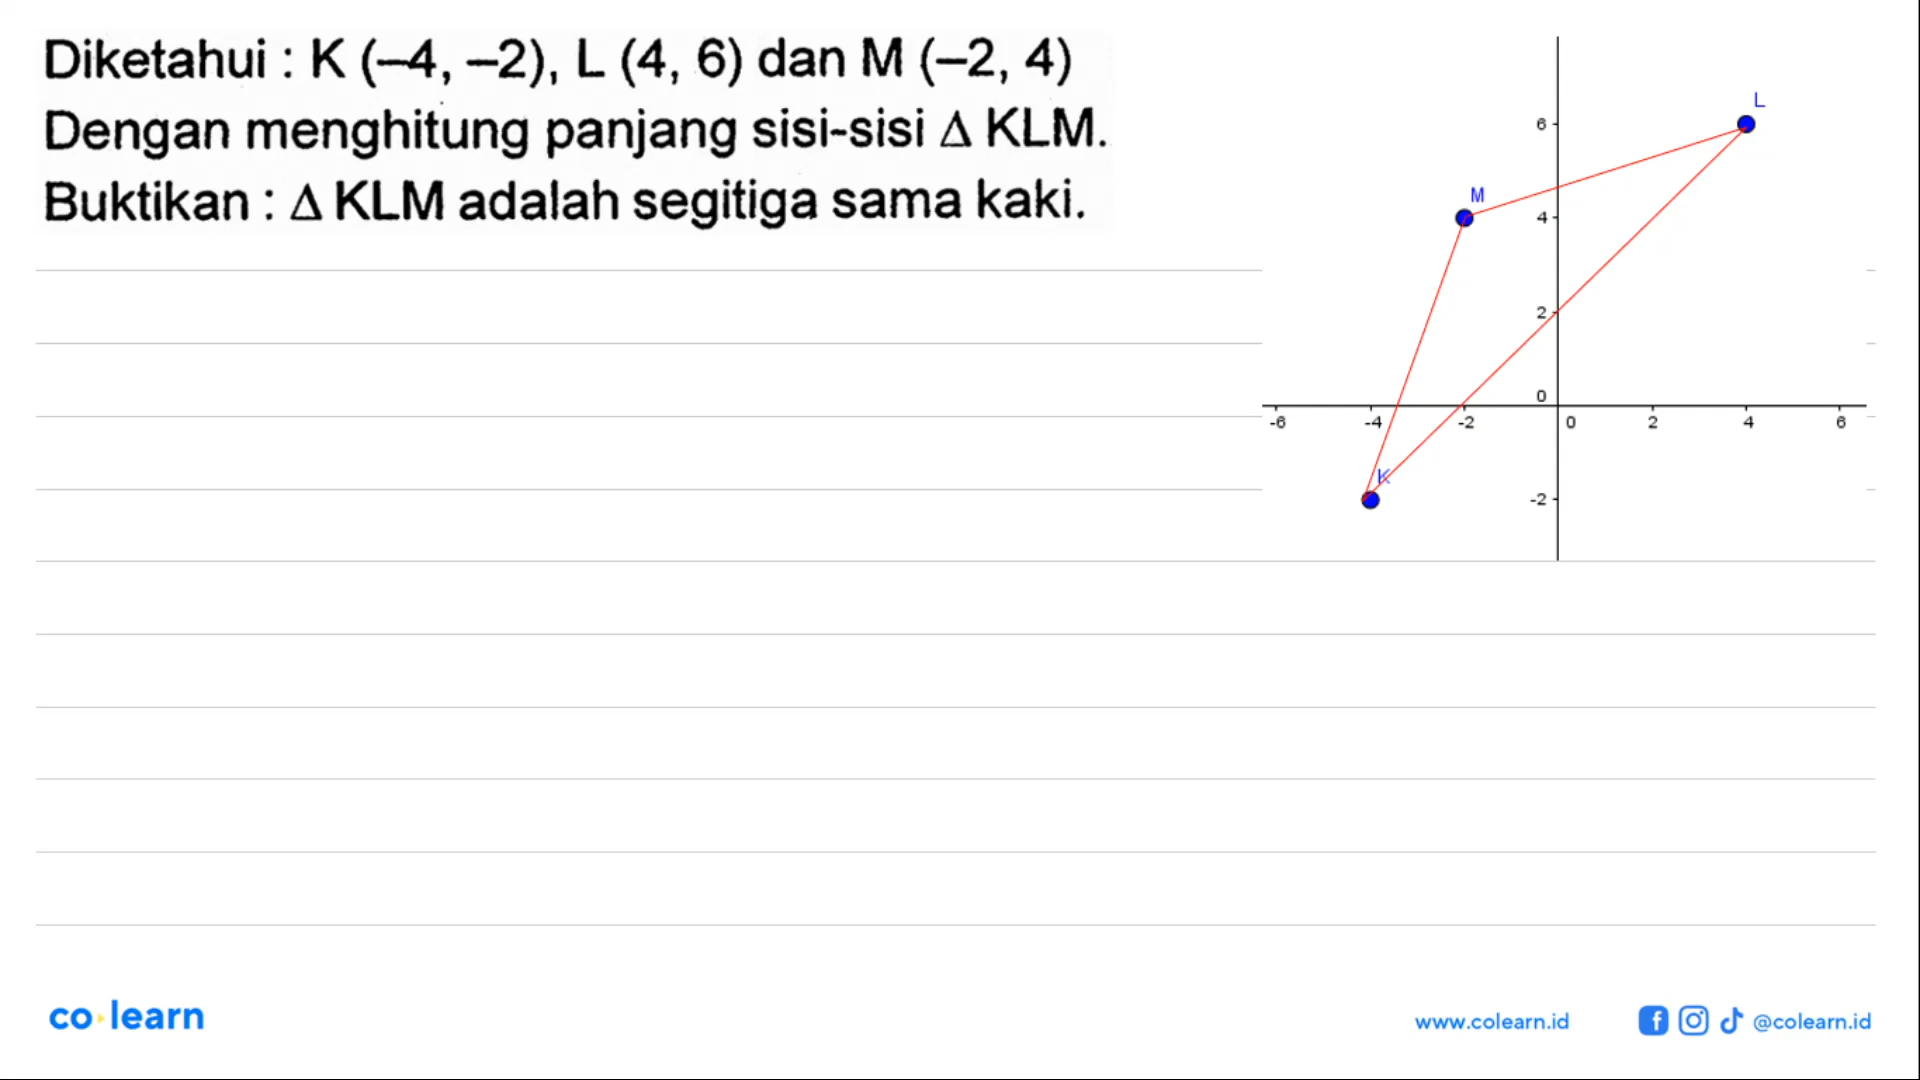 Diketahui : K (–4, –2), L (4, 6) dan M (–2, 4)
Dengan menghitung panjang sisi-sisi Δ KLM.
Buktikan : Δ KLM adalah segitiga sama kaki.
L
6
M
4
2
0
-6 -4 -2 0 2 4 6
K
-2
co learn
www.colearn.id
@colearn.id